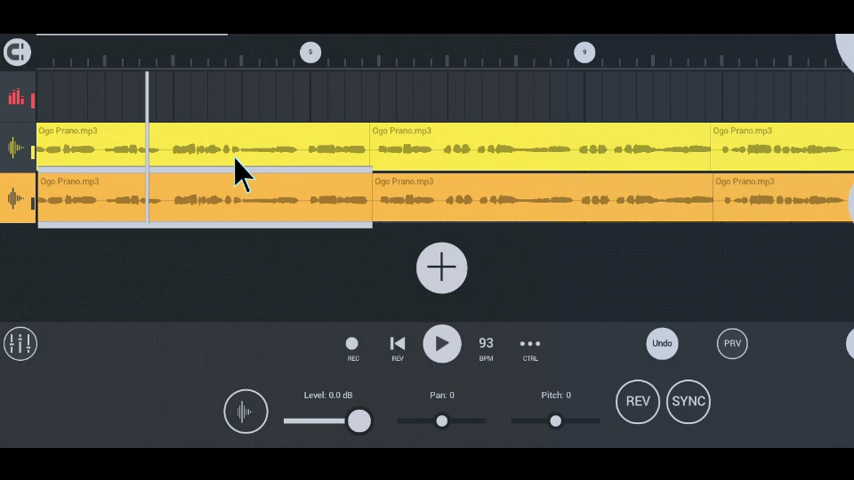 5 9
Ogo Prano.mp3 Ogo Prano.mp3 Ogo Prano.mp3
Ogo Prano.mp3 Ogo Prano.mp3 Ogo Prano.mp3
93 Undo PRV
REC REV BPM CTRL
Level: 0.0 dB Pan: 0 Pitch: 0
REV SYNC